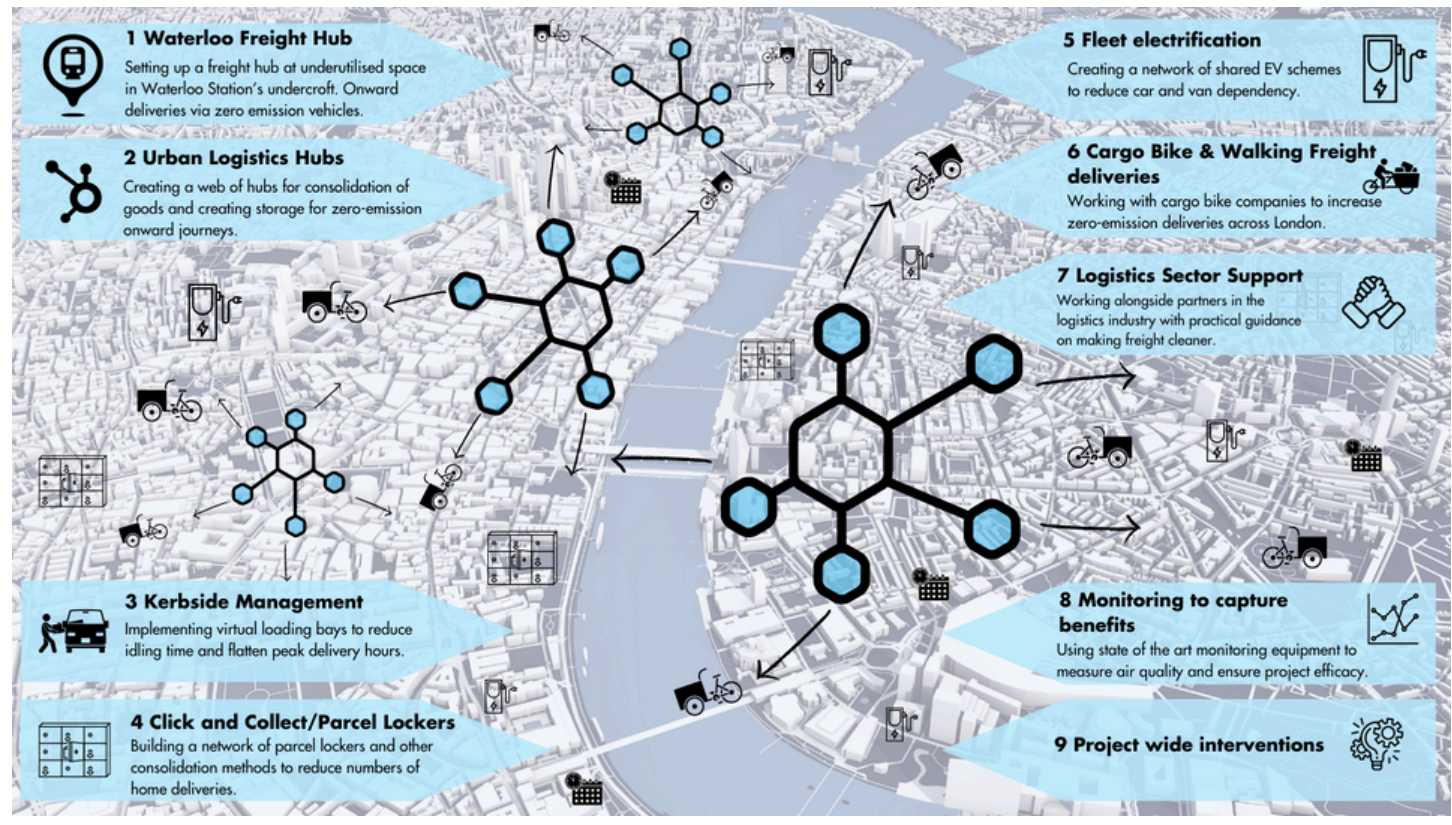 1 Waterloo Freight Hub
Setting up a freight hub at underutilised space
in Waterloo Station's undercroft. Onward
deliveries via zero emission vehicles.
2 Urban Logistics Hubs
Creating a web of hubs for consolidation of
goods and creating storage for zero-emission
onward journeys.
3 Kerbside Management
Implementing virtual loading bays to reduce
idling time and flatten peak delivery hours.
4 Click and Collect/Parcel Lockers
Building a network of parcel lockers and other
consolidation methods to reduce numbers of
home deliveries.
5 Fleet electrification
Creating a network of shared EV schemes
to reduce car and van dependency.
6 Cargo Bike & Walking Freight
deliveries
Working with cargo bike companies to increase
zero-emission deliveries across London.
7 Logistics Sector Support
Working alongside partners in the
logistics industry with practical guidance
on making freight cleaner.
8 Monitoring to capture
benefits
Using state of the art monitoring equipment to
measure air quality and ensure project efficacy.
9 Project wide interventions